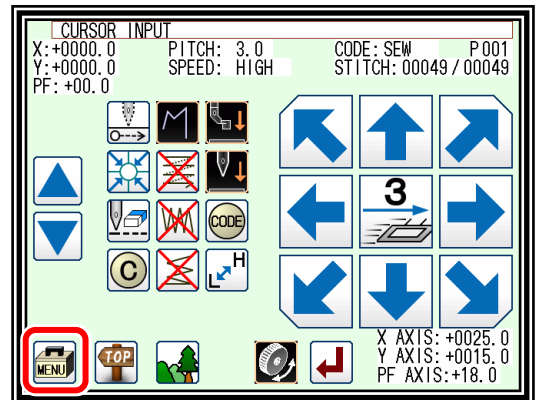 CURSOR INPUT
X:+0000.0 PITCH: 3.0 CODE: SEW P001
Y:+0000.0 SPEED: HIGH STITCH: 00049/00049
PF:+00.0
3
CODE
C
L H
X AXIS:+0025.0
Y AXIS:+0015.0
PF AXIS:+18.0
MENU
TOP